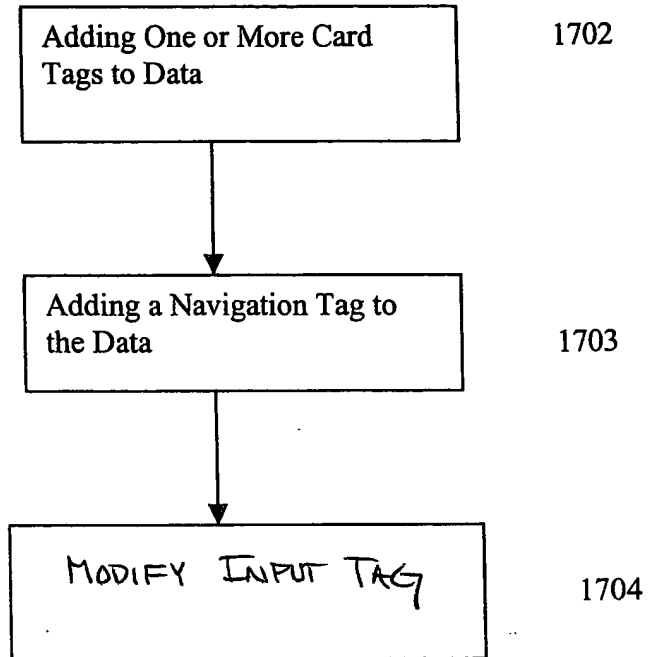 Adding One or More Card
Tags to Data
1702
Adding a Navigation Tag to
the Data
1703
MODIFY INPUT TAG
1704